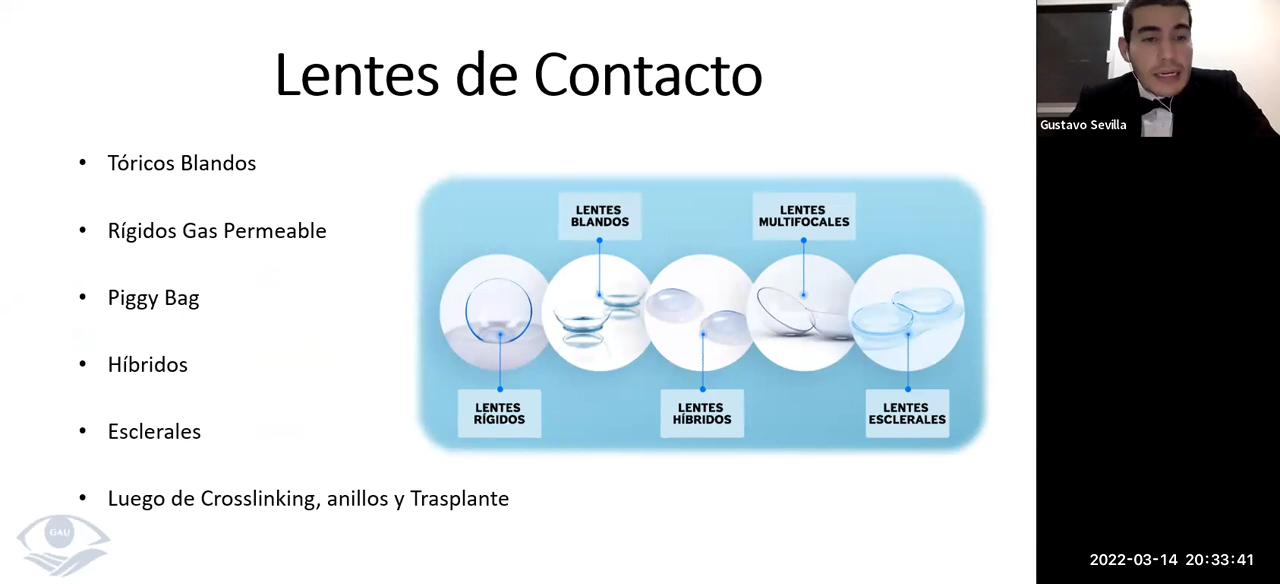 Lentes de Contacto
• Tóricos Blandos
• Rígidos Gas Permeable
• Piggy Bag
• Híbridos
• Esclerales
• Luego de Crosslinking, anillos y Trasplante
LENTES
BLANDOS
LENTES
MULTIFOCALES
LENTES
RÍGIDOS
LENTES
HÍBRIDOS
LENTES
ESCLERALES
GAU
Gustavo Sevilla
2022-03-14 20:33:41